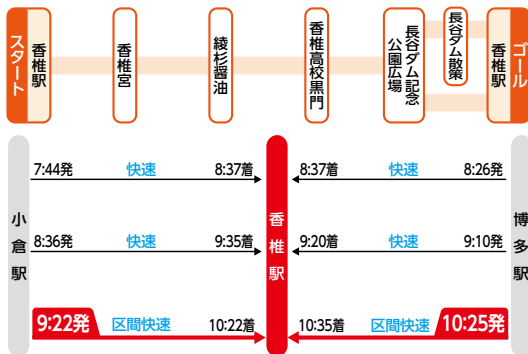 スタート
香椎駅
香椎宮
綾杉醤油
香椎高校黒門
長谷ダム記念
公園広場
長谷ダム散策
香椎駅
ゴール
小倉駅
7:44発 快速 8:37着
8:36発 快速 9:35着
9:22発 区間快速 10:22着
香椎駅
8:37着 快速 8:26発
9:20着 快速 9:10発
10:35着 区間快速 10:25発
博多駅